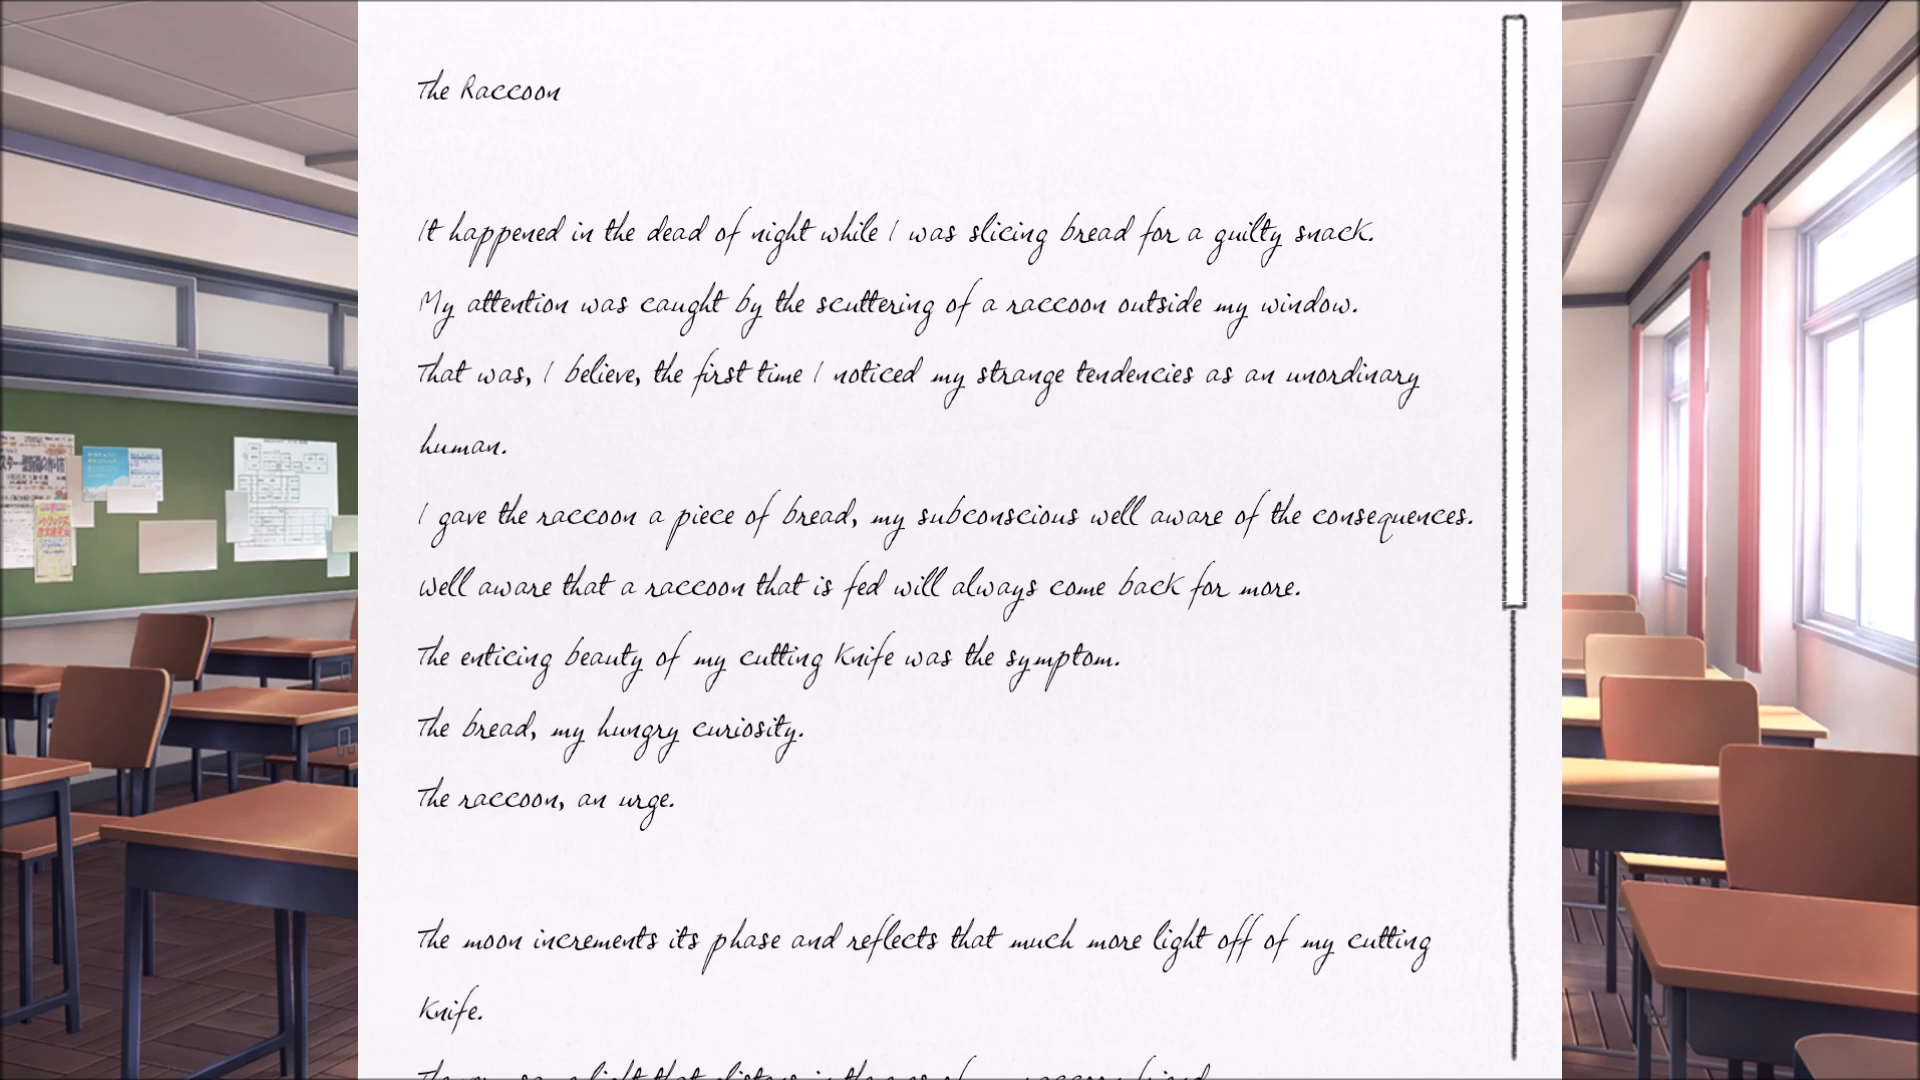 The Raccoon
It happened in the dead of night while I was slicing bread for a guilty snack.
My attention was caught by the scuttering of a raccoon outside my window.
That was, I believe, the first time I noticed my strange tendencies as an unordinary
human.
I gave the raccoon a piece of bread, my subconscious well aware of the consequences.
Well aware that a raccoon that is fed will always come back for more.
The enticing beauty of my cutting knife was the symptom.
The bread, my hungry curiosity.
The raccoon, an urge.
The moon increments its phase and reflects that much more light off of my cutting
knife.